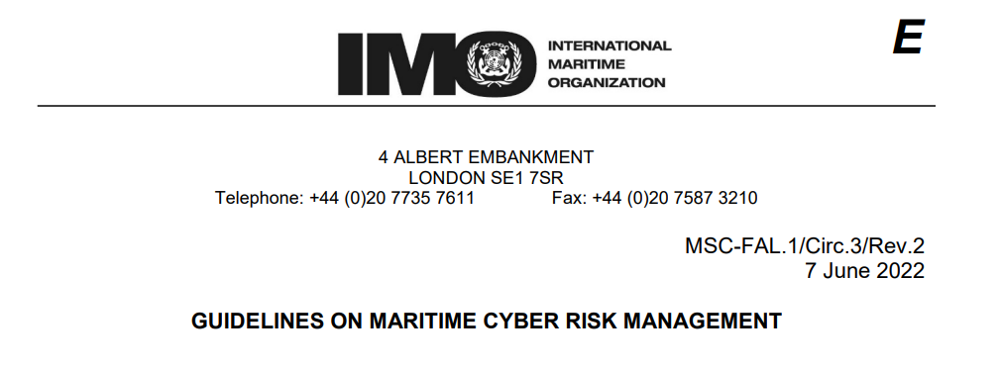 E
IMO
INTERNATIONAL
MARITIME
ORGANIZATION
4 ALBERT EMBANKMENT
LONDON SE1 7SR
Telephone: +44 (0)20 7735 7611 Fax: +44 (0)20 7587 3210
MSC-FAL.1/Circ.3/Rev.2
7 June 2022
GUIDELINES ON MARITIME CYBER RISK MANAGEMENT